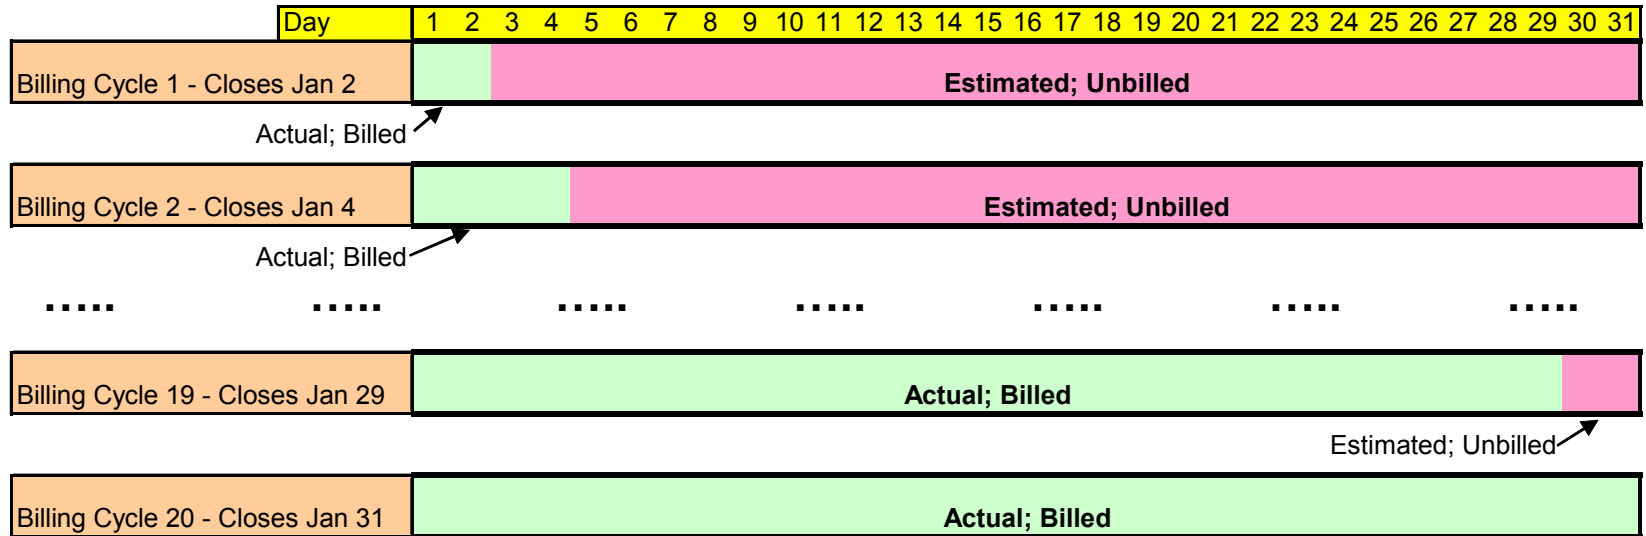 Day 1 2 3 4 5 6 7 8 9 10 11 12 13 14 15 16 17 18 19 20 21 22 23 24 25 26 27 28 29 30 31
Billing Cycle 1 - Closes Jan 2 Estimated; Unbilled
Actual; Billed
Billing Cycle 2 - Closes Jan 4 Estimated; Unbilled
Actual; Billed
..... ..... ..... ..... ..... ..... .....
Billing Cycle 19 - Closes Jan 29 Actual; Billed
Estimated; Unbilled
Billing Cycle 20 - Closes Jan 31 Actual; Billed